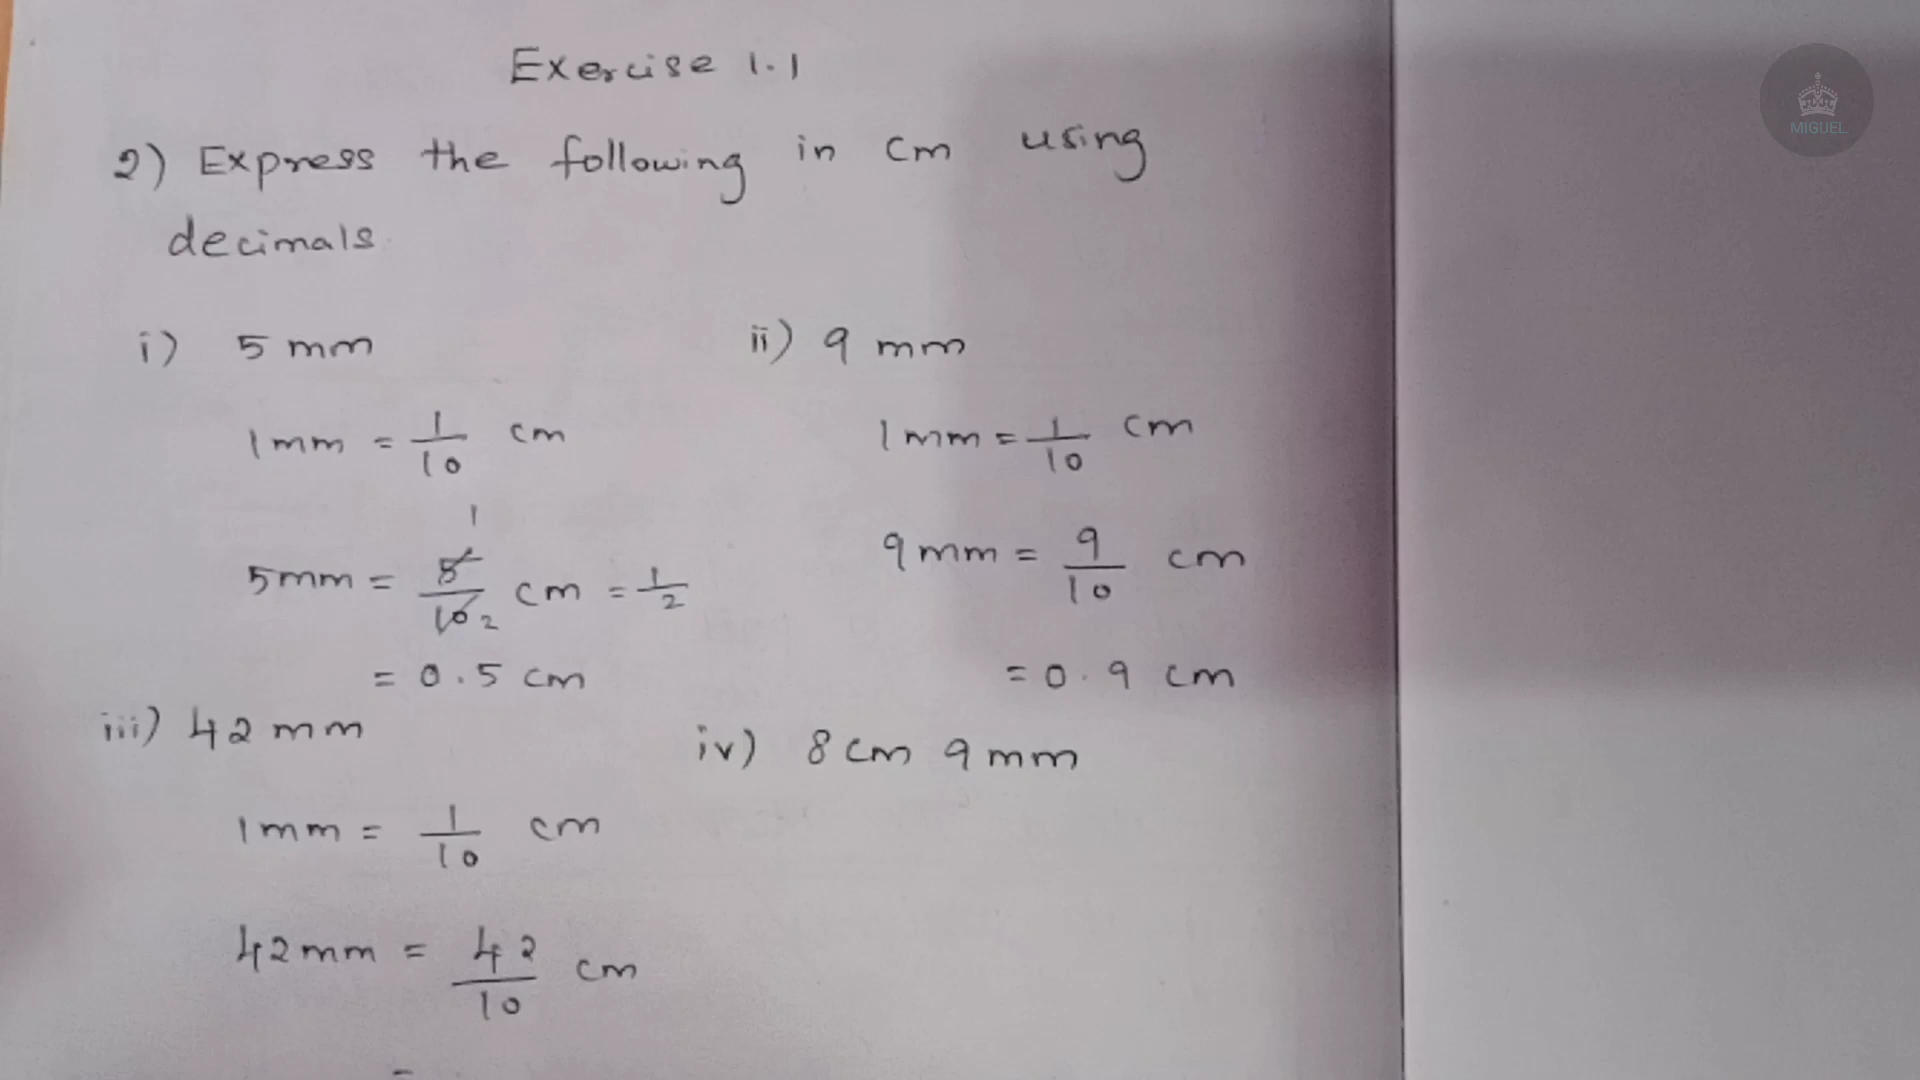 Exercise 1.1
MIGUEL
2) Express the following in cm using
decimals
i) 5 mm
1 mm = 1/10 cm
5mm = 5/10 cm = 1/2
1
2
= 0.5 cm
ii) 9 mm
1 mm = 1/10 cm
9 mm = 9/10 cm
= 0.9 cm
iii) 42 mm
1 mm = 1/10 cm
42 mm = 42/10 cm
iv) 8 cm 9 mm